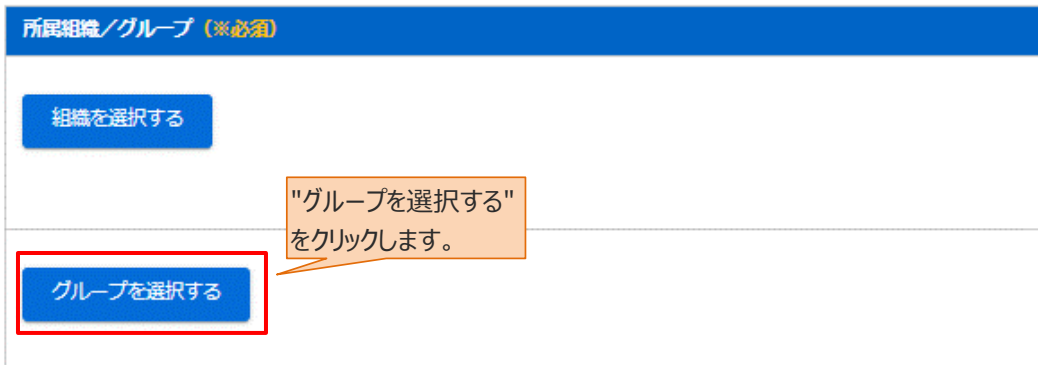 所属組織／グループ（※必須）
組織を選択する
"グループを選択する"
をクリックします。
グループを選択する